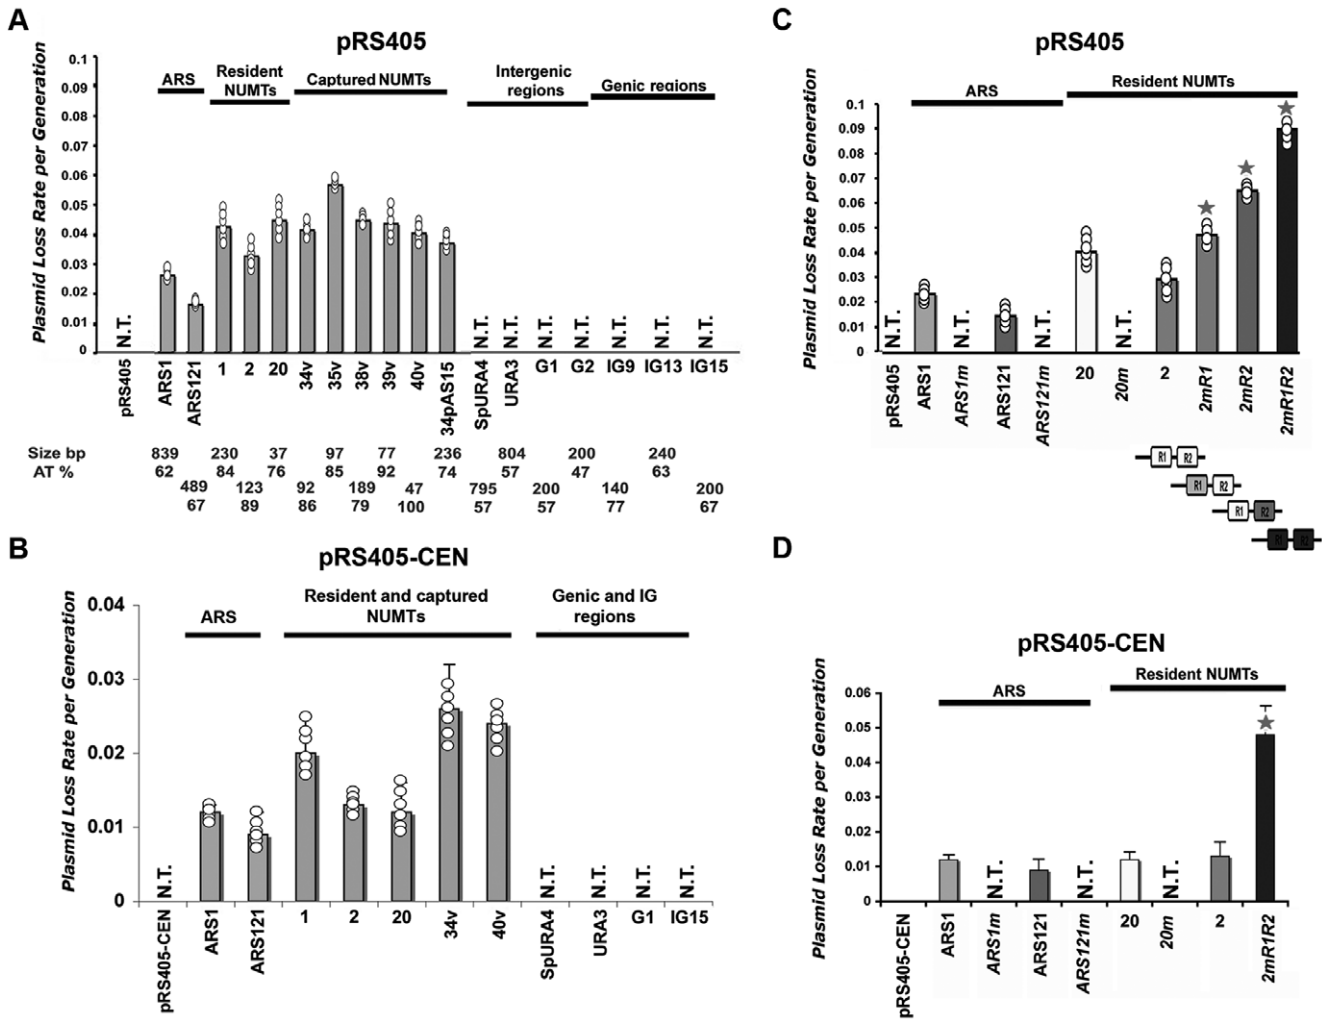 A
pRS405
Plasmid Loss Rate per Generation
0.1
0.09
0.08
0.07
0.06
0.05
0.04
0.03
0.02
0.01
0
ARS
Resident
NUMTs
Captured NUMTs
Intergenic
regions
Genic regions
N.T. N.T. N.T. N.T. N.T. N.T. N.T. N.T.
pRS405 ARS1 ARS121 1 2 20 34v 35v 38v 39v 40v 34pAS15 SpURA4 URA3 G1 G2 IG9 IG13 IG15
Size bp 839 230 37 97 77 236 804 200 240
AT % 62 84 76 85 92 74 57 47 63
489 123 92 189 47 795 200 140 200
67 89 86 79 100 57 57 77 67
B
pRS405-CEN
Plasmid Loss Rate per Generation
0.04
0.03
0.02
0.01
0
ARS
Resident and captured
NUMTs
Genic and IG
regions
N.T. N.T. N.T. N.T. N.T.
pRS405-CEN ARS1 ARS121 1 2 20 34v 40v SpURA4 URA3 G1 IG15
C
pRS405
Plasmid Loss Rate per Generation
0.1
0.09
0.08
0.07
0.06
0.05
0.04
0.03
0.02
0.01
0
ARS
Resident NUMTs
N.T. N.T. N.T. N.T.
pRS405 ARS1 ARS1m ARS121 ARS121m 20 20m 2 2mR1 2mR2 2mR1R2
R1 R2
R1 R2
R1 R2
R1 R2
D
pRS405-CEN
Plasmid Loss Rate per Generation
0.06
0.05
0.04
0.03
0.02
0.01
0
ARS
Resident NUMTs
N.T. N.T. N.T.
pRS405-CEN ARS1 ARS1m ARS121 ARS121m 20 20m 2 2mR1R2